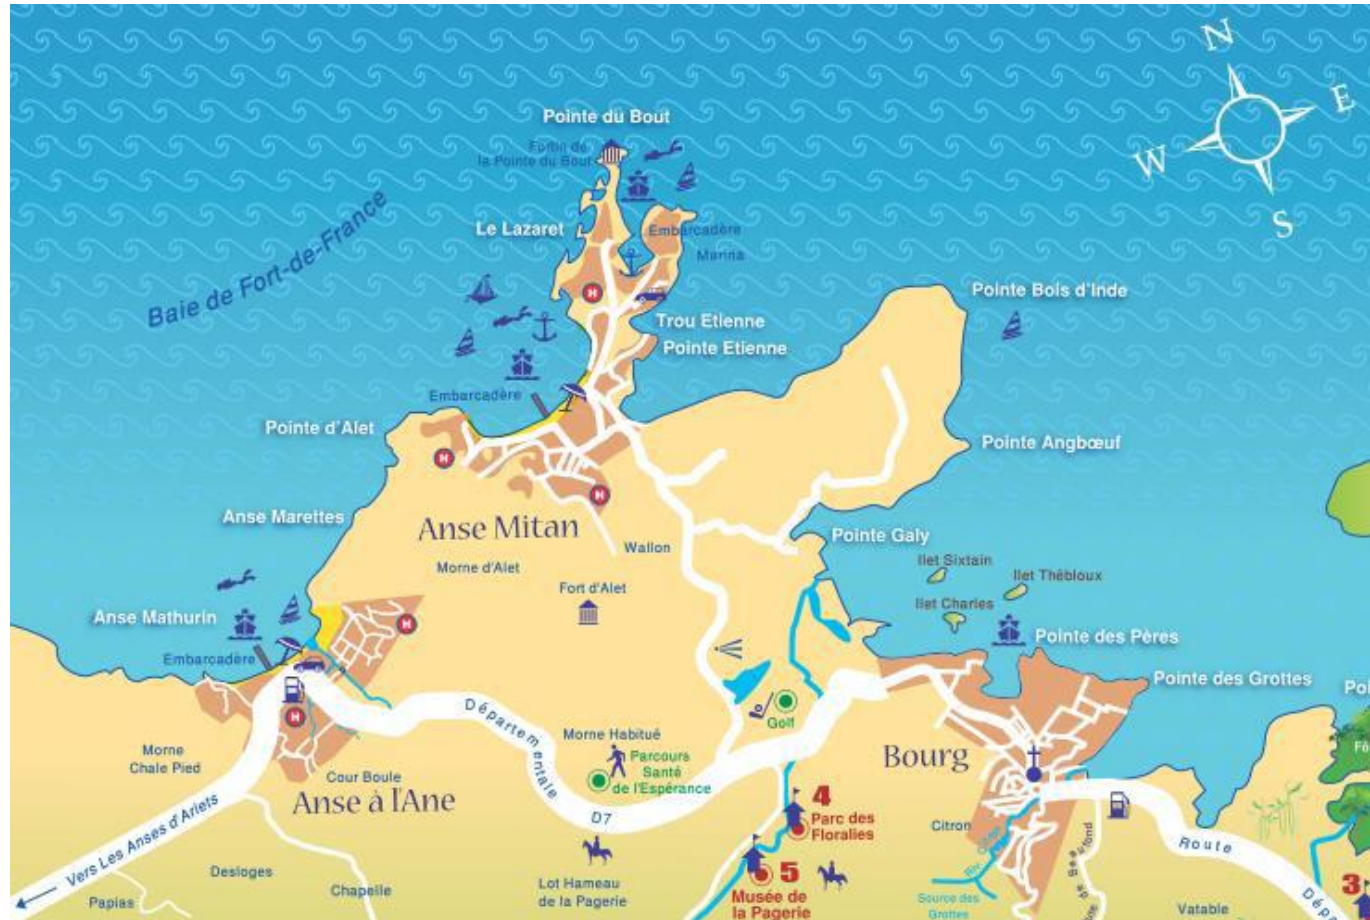 N
E
W
S
Pointe du Bout
Fortin de
la Pointe du Bout
Baie de Fort-de-France
Le Lazaret
Embarcadère
Marina
H
Trou Etienne
Pointe Etienne
Pointe Bois d'Inde
Embarcadère
Pointe d'Alet
H
H
Pointe Angbœuf
Anse Marettes
Anse Mitan
Wallon
Pointe Galy
Morne d'Alet
Fort d'Alet
Ilet Sixtain
Ilet Thébloux
Ilet Charles
Anse Mathurin
H
Pointe des Pères
Embarcadère
Pointe des Grottes
H
Départementale
D7
Golf
Morne Habitué
Parcours
Santé
de l'Espérance
Morne
Chale Pied
Cour Boule
Anse à l'Ane
Bourg
4
Parc des
Floralies
Citron
Route
Vers Les Anses d'Arlets
Desloges
Chapelle
Papias
Lot Hameau
de la Pagerie
5
Musée de
la Pagerie
Source des
Grottes
Vatable
3